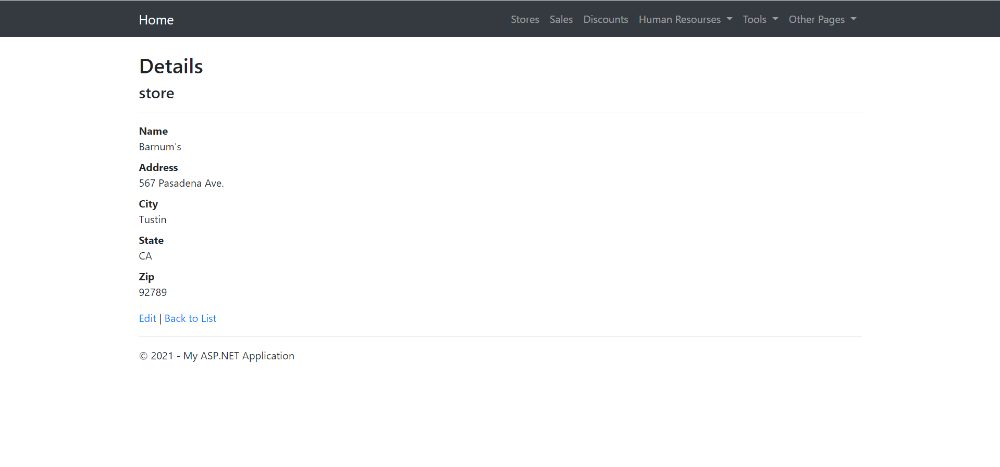 Home Stores Sales Discounts Human Resourses Tools Other Pages
Details
store
Name
Barnum's
Address
567 Pasadena Ave.
City
Tustin
State
CA
Zip
92789
Edit | Back to List
© 2021 - My ASP.NET Application